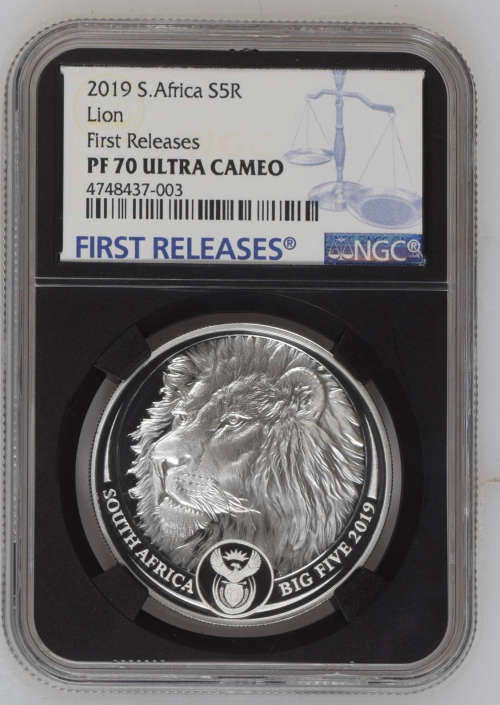 2019 S.Africa S5R
Lion
First Releases
PF 70 ULTRA CAMEO
4748437-003
FIRST RELEASES®
NGC®
SOUTH AFRICA
BIG FIVE 2019